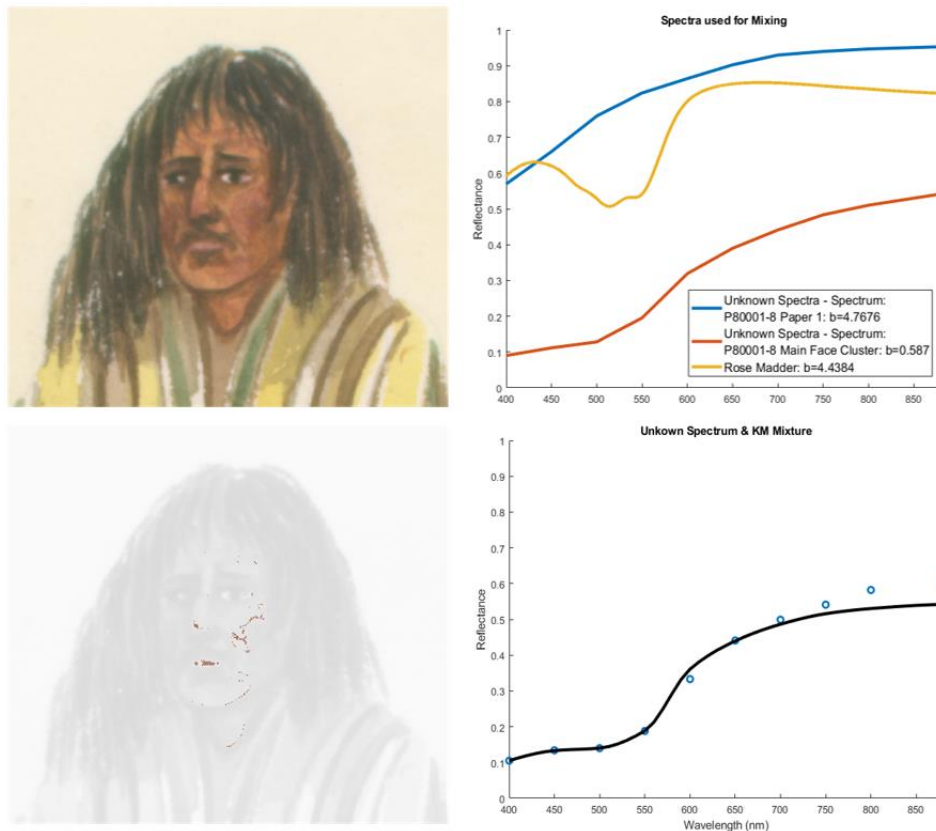 Spectra used for Mixing
1
0.9
0.8
0.7
0.6
0.5
0.4
0.3
0.2
0.1
0
Reflectance
Unknown Spectra - Spectrum:
P80001-8 Paper 1: b=4.7676
Unknown Spectra - Spectrum:
P80001-8 Main Face Cluster: b=0.587
Rose Madder: b=4.4384
400 450 500 550 600 650 700 750 800 850
Unkown Spectrum & KM Mixture
1
0.9
0.8
0.7
0.6
0.5
0.4
0.3
0.2
0.1
0
Reflectance
400 450 500 550 600 650 700 750 800 850
Wavelength (nm)